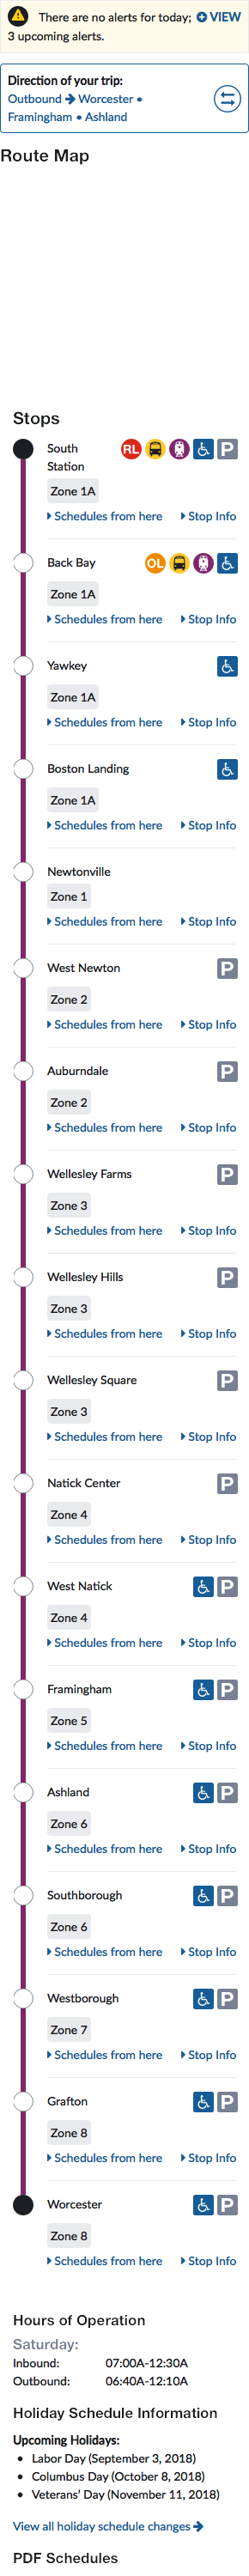 There are no alerts for today; VIEW
3 upcoming alerts.
Direction of your trip:
Outbound → Worcester •
Framingham • Ashland
Route Map
Stops
South
Station
RL P
Zone 1A
Schedules from here Stop Info
Back Bay OL
Zone 1A
Schedules from here Stop Info
Yawkey
Zone 1A
Schedules from here Stop Info
Boston Landing
Zone 1A
Schedules from here Stop Info
Newtonville
Zone 1
Schedules from here Stop Info
West Newton P
Zone 2
Schedules from here Stop Info
Auburndale P
Zone 2
Schedules from here Stop Info
Wellesley Farms P
Zone 3
Schedules from here Stop Info
Wellesley Hills P
Zone 3
Schedules from here Stop Info
Wellesley Square P
Zone 3
Schedules from here Stop Info
Natick Center P
Zone 4
Schedules from here Stop Info
West Natick P
Zone 4
Schedules from here Stop Info
Framingham P
Zone 5
Schedules from here Stop Info
Ashland P
Zone 6
Schedules from here Stop Info
Southborough P
Zone 6
Schedules from here Stop Info
Westborough P
Zone 7
Schedules from here Stop Info
Grafton P
Zone 8
Schedules from here Stop Info
Worcester P
Zone 8
Schedules from here Stop Info
Hours of Operation
Saturday:
Inbound: 07:00A-12:30A
Outbound: 06:40A-12:10A
Holiday Schedule Information
Upcoming Holidays:
• Labor Day (September 3, 2018)
• Columbus Day (October 8, 2018)
• Veterans' Day (November 11, 2018)
View all holiday schedule changes →
PDF Schedules